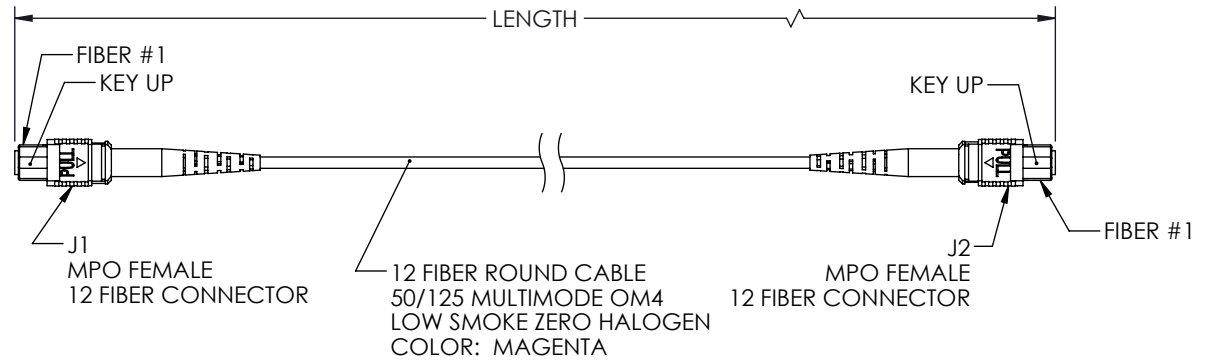 LENGTH
FIBER #1
KEY UP
KEY UP
PULL
PULL
FIBER #1
J1
MPO FEMALE
12 FIBER CONNECTOR
12 FIBER ROUND CABLE
50/125 MULTIMODE OM4
LOW SMOKE ZERO HALOGEN
COLOR: MAGENTA
J2
MPO FEMALE
12 FIBER CONNECTOR